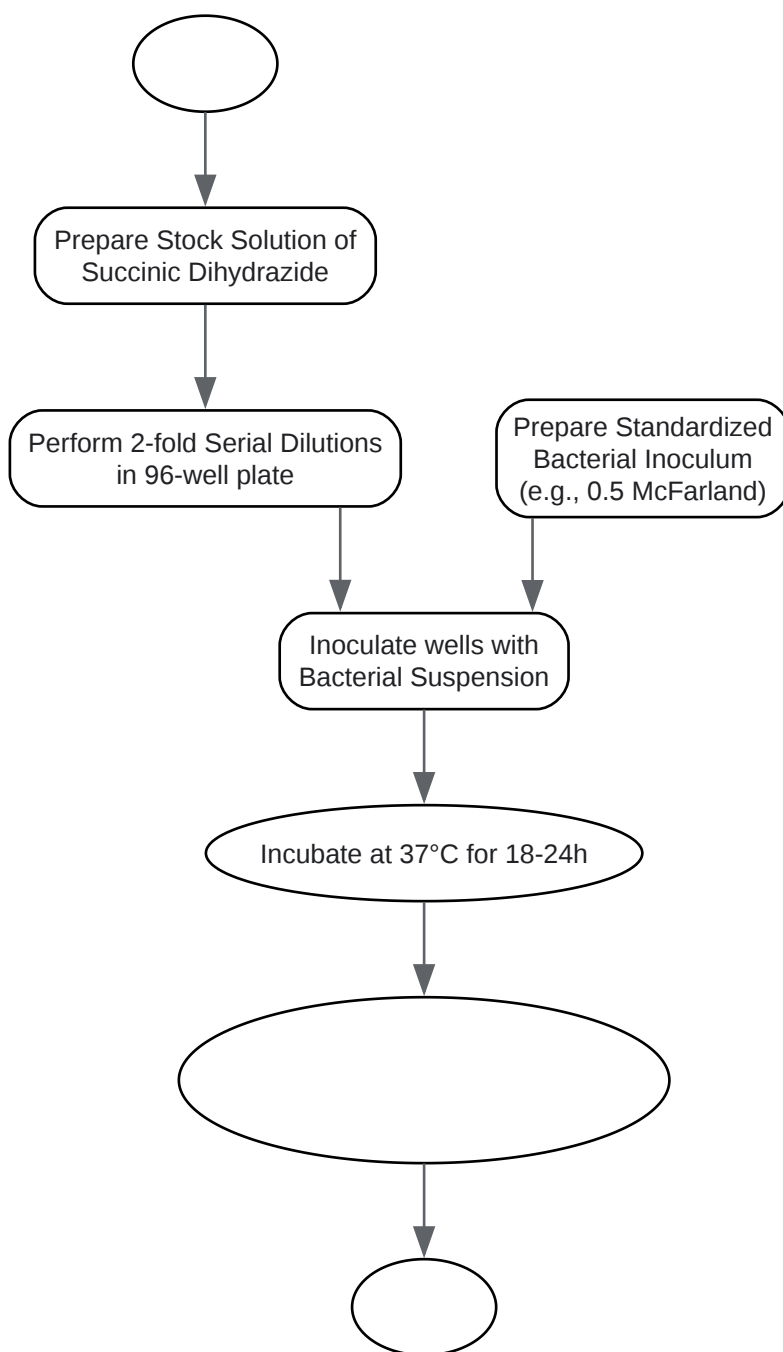 Prepare Stock Solution of
Succinic Dihydrazide
Perform 2-fold Serial Dilutions
in 96-well plate
Prepare Standardized
Bacterial Inoculum
(e.g., 0.5 McFarland)
Inoculate wells with
Bacterial Suspension
Incubate at 37°C for 18-24h